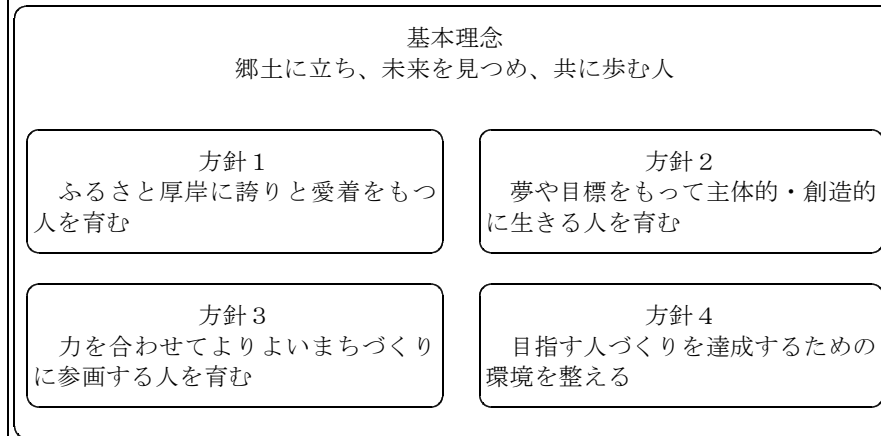 基本理念
郷土に立ち、未来を見つめ、共に歩む人
方針1
ふるさと厚岸に誇りと愛着をもつ
人を育む
方針2
夢や目標をもって主体的・創造的
に生きる人を育む
方針3
力を合わせてよりよいまちづくり
に参画する人を育む
方針4
目指す人づくりを達成するための
環境を整える